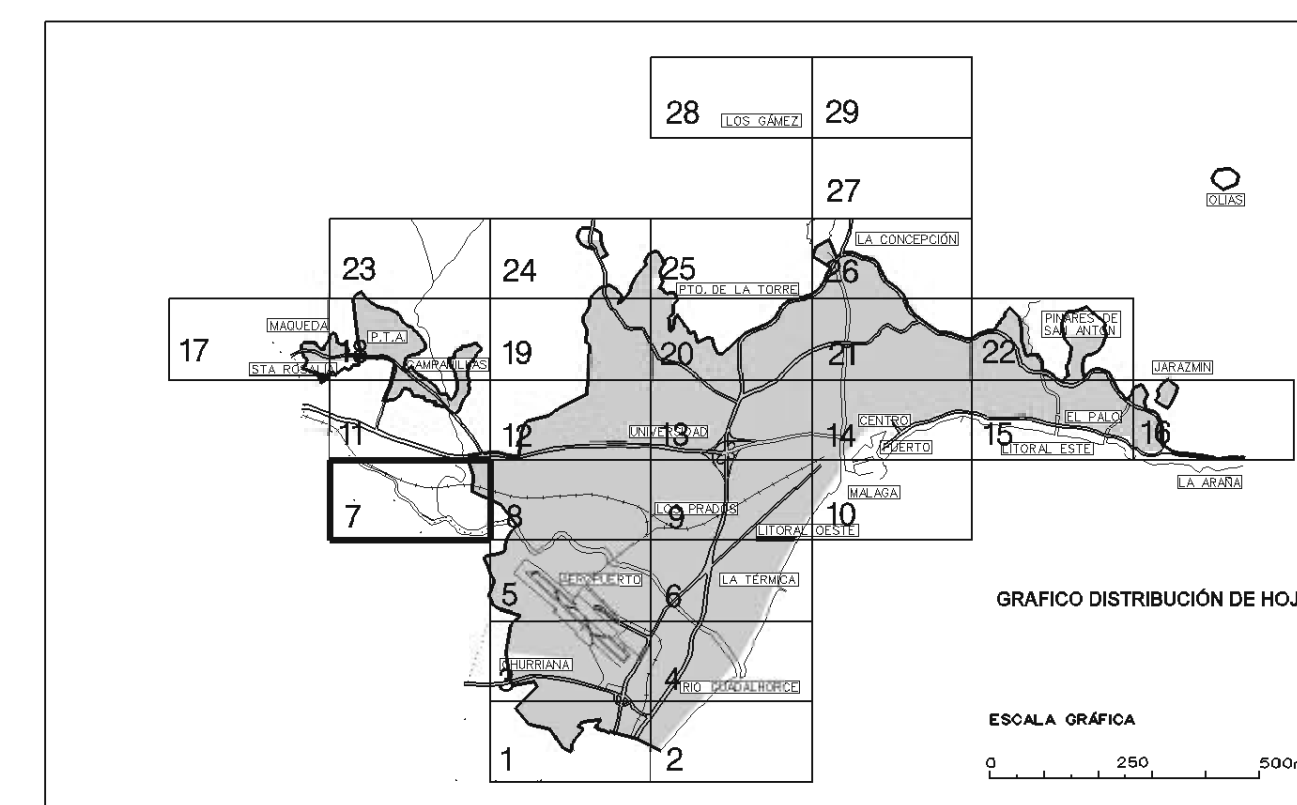 28 LOS GÁMEZ 29
27
OLIAS
LA CONCEPCIÓN
23 24 25 26
PTO. DE LA TORRE
MAQUEDA
P.T.A.
PINARES DE
SAN ANTÓN
17 18 19 20 21 22
STA ROSALIA
CAMPANILLAS
JARAZMIN
EL PALO
CENTRO
11 12 UNIVERSIDAD 13 14 15 16
PUERTO
LITORAL ESTE
LA ARAÑA
MALAGA
7 8 LOS PRADOS 9 10
LITORAL OESTE
AEROPUERTO
LA TÉRMICA
5 6
GRAFICO DISTRIBUCIÓN DE HOJ
CHURRIANA
3 4
RIO GUADALHORCE
ESCALA GRÁFICA
1 2
0 250 500m